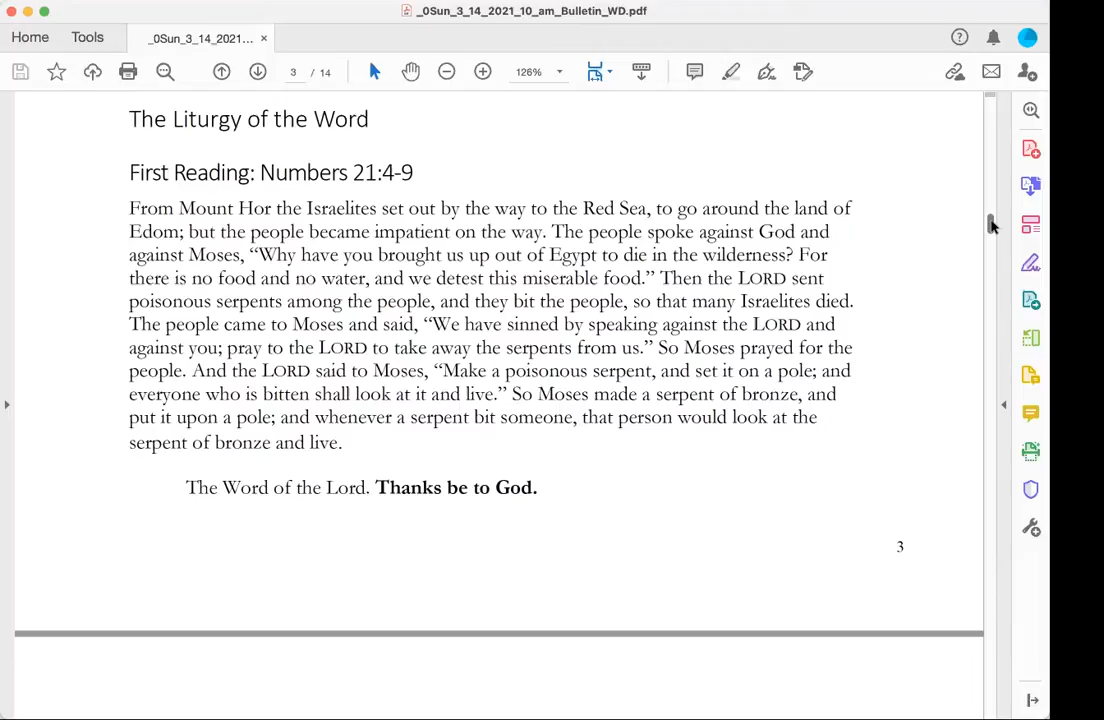 _0Sun_3_14_2021_10_am_Bulletin_WD.pdf
Home Tools _0Sun_3_14_2021... ×
3 / 14 126%
The Liturgy of the Word
First Reading: Numbers 21:4-9
From Mount Hor the Israelites set out by the way to the Red Sea, to go around the land of
Edom; but the people became impatient on the way. The people spoke against God and
against Moses, “Why have you brought us up out of Egypt to die in the wilderness? For
there is no food and no water, and we detest this miserable food.” Then the LORD sent
poisonous serpents among the people, and they bit the people, so that many Israelites died.
The people came to Moses and said, “We have sinned by speaking against the LORD and
against you; pray to the LORD to take away the serpents from us.” So Moses prayed for the
people. And the LORD said to Moses, “Make a poisonous serpent, and set it on a pole; and
everyone who is bitten shall look at it and live.” So Moses made a serpent of bronze, and
put it upon a pole; and whenever a serpent bit someone, that person would look at the
serpent of bronze and live.
The Word of the Lord. Thanks be to God.
3